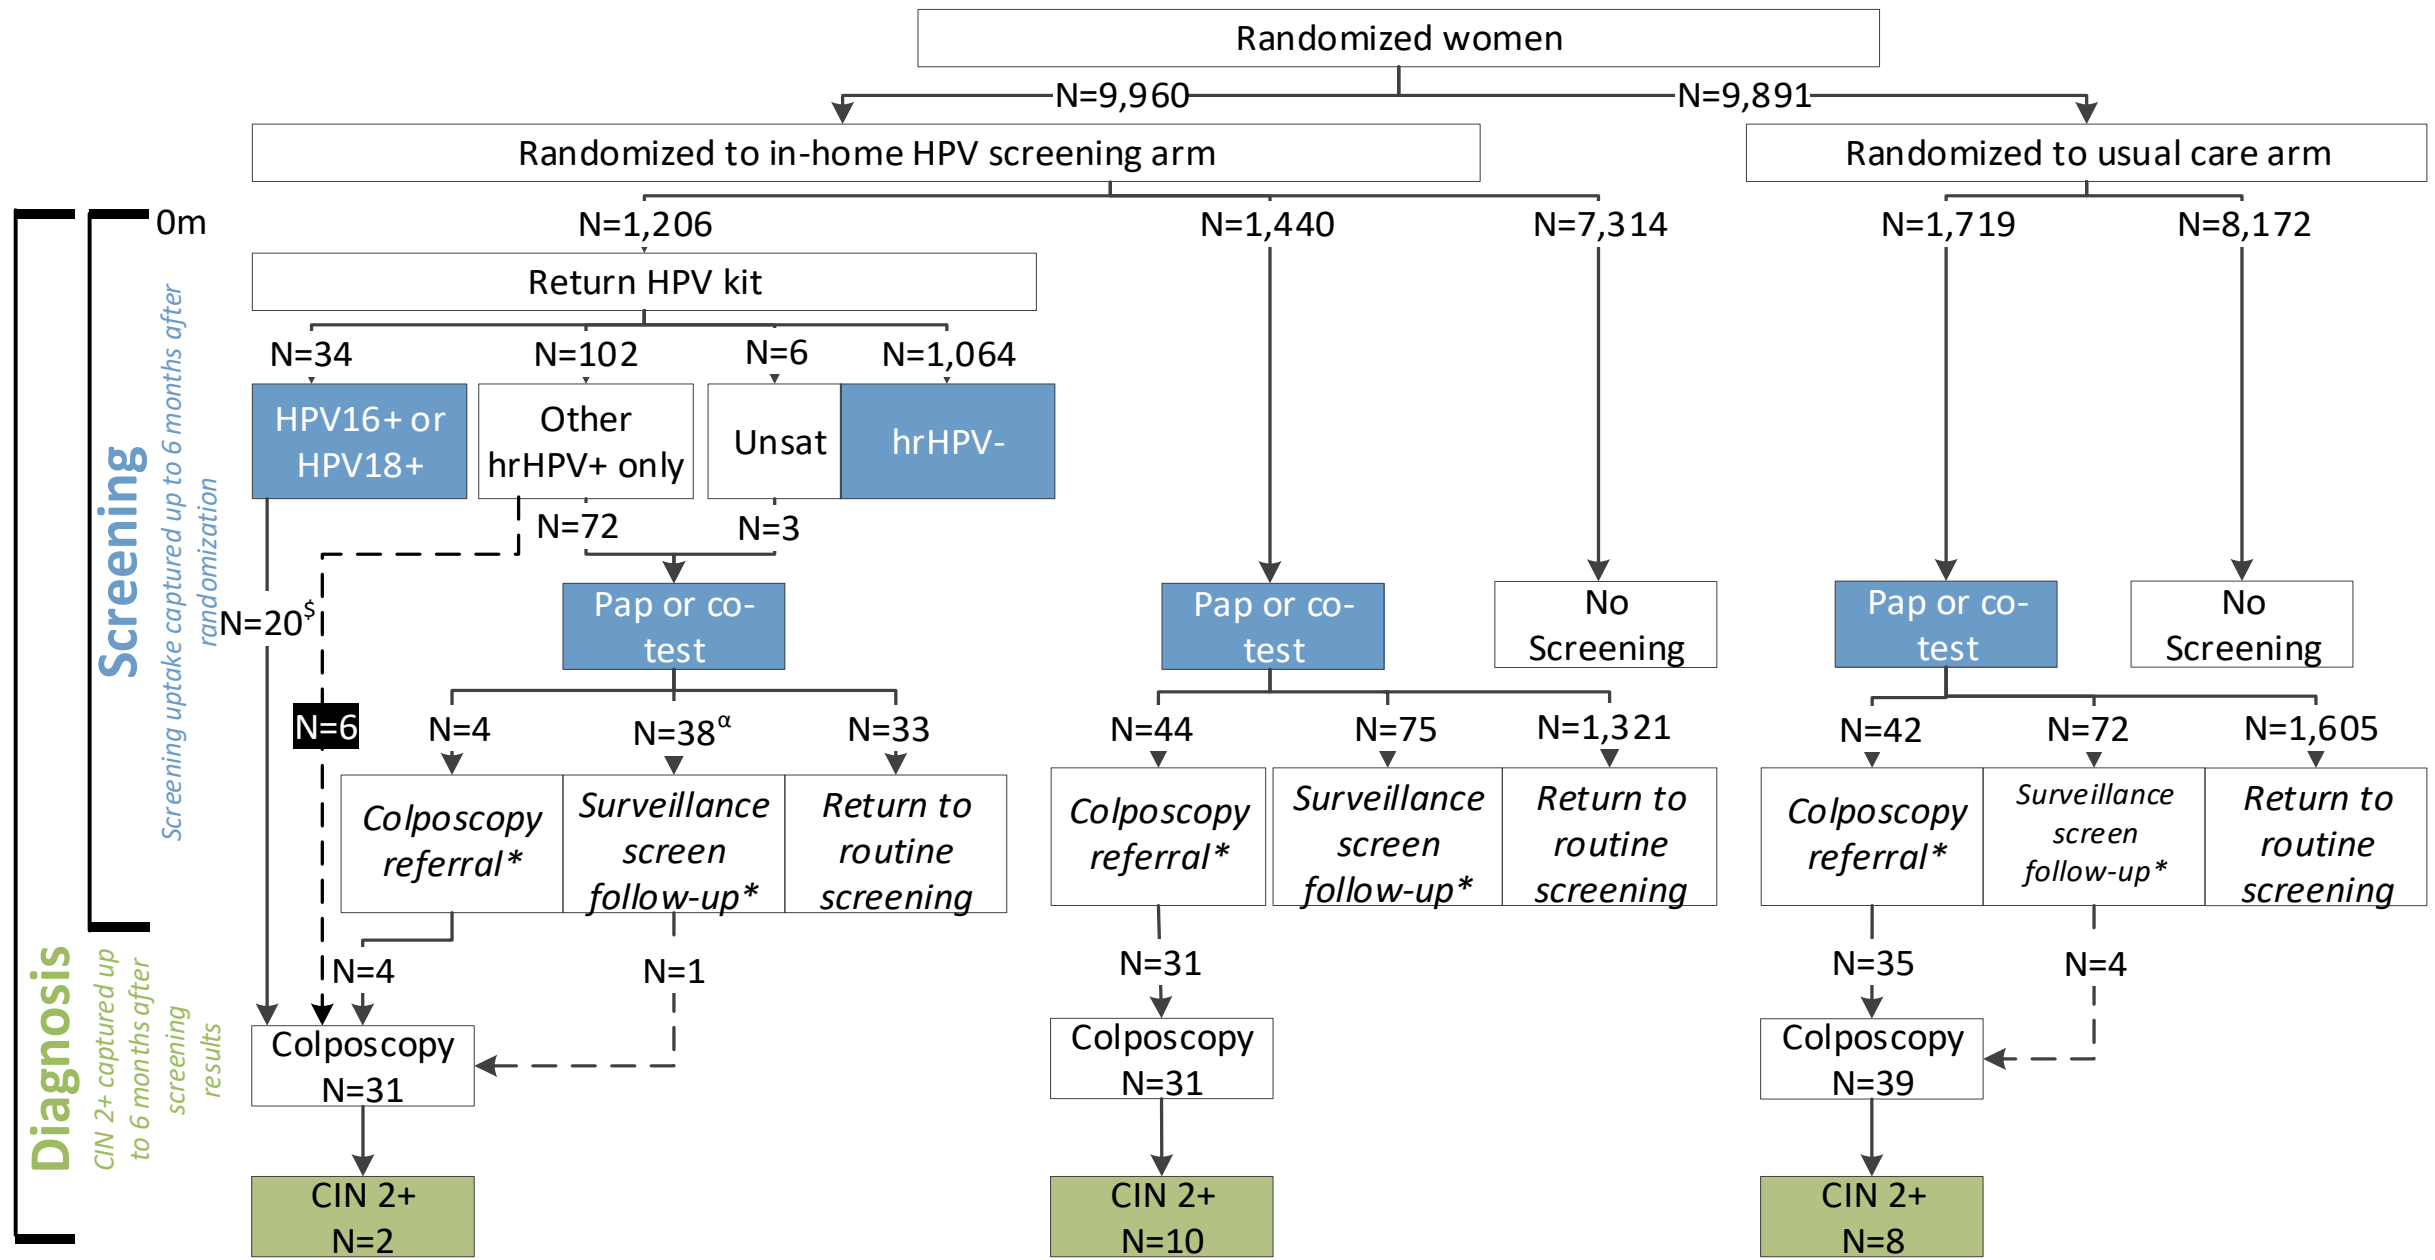 Randomized women
N=9,960
N=9,891
Randomized to in-home HPV screening arm
Randomized to usual care arm
0m
N=1,206
N=1,440
N=7,314
N=1,719
N=8,172
Return HPV kit
N=34
N=102
N=6
N=1,064
HPV16+ or
HPV18+
Other
hrHPV+ only
Unsat
hrHPV-
N=72
N=3
Screening
Screening uptake captured up to 6 months after
randomization
N=20$
Pap or co-
test
Pap or co-
test
No
Screening
Pap or co-
test
No
Screening
N=6
N=4
N=38α
N=33
N=44
N=75
N=1,321
N=42
N=72
N=1,605
Colposcopy
referral*
Surveillance
screen
follow-up*
Return to
routine
screening
Colposcopy
referral*
Surveillance
screen
follow-up*
Return to
routine
screening
Colposcopy
referral*
Surveillance
screen
follow-up*
Return to
routine
screening
Diagnosis
CIN 2+ captured up
to 6 months after
screening
results
N=4
N=1
N=31
N=35
N=4
Colposcopy
N=31
Colposcopy
N=31
Colposcopy
N=39
CIN 2+
N=2
CIN 2+
N=10
CIN 2+
N=8